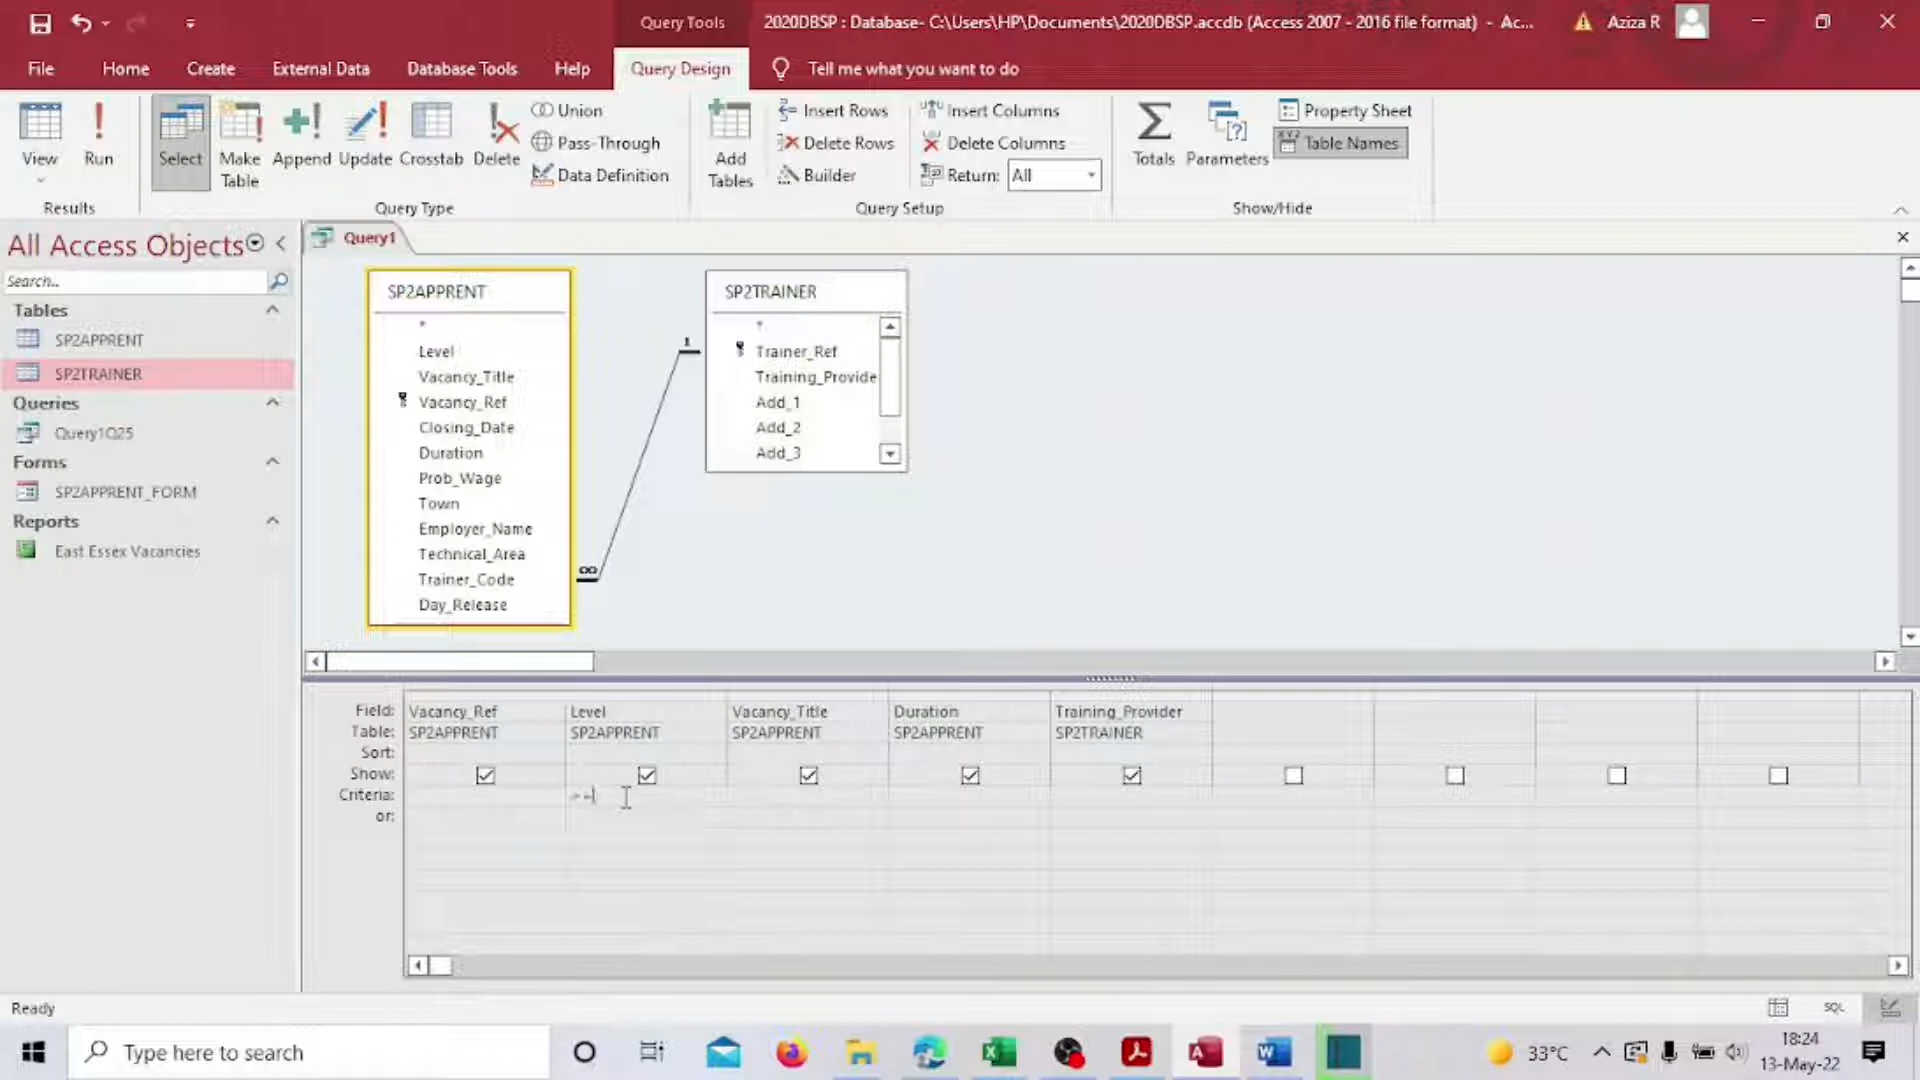 Query Tools
2020DBSP : Database- C:\Users\HP\Documents\2020DBSP.accdb (Access 2007 - 2016 file format) - Ac...
Aziza R
File Home Create External Data Database Tools Help Query Design Tell me what you want to do
View
Run
Select
Make Table
Append
Update
Crosstab
Delete
Union
Pass-Through
Data Definition
Add Tables
Insert Rows
Delete Rows
Builder
Insert Columns
Delete Columns
Return: All
Totals
Parameters
Property Sheet
Table Names
Results
Query Type
Query Setup
Show/Hide
All Access Objects
Search...
Tables
SP2APPRENT
SP2TRAINER
Queries
Query1Q25
Forms
SP2APPRENT_FORM
Reports
East Essex Vacancies
Query1
SP2APPRENT
*
Level
Vacancy_Title
Vacancy_Ref
Closing_Date
Duration
Prob_Wage
Town
Employer_Name
Technical_Area
Trainer_Code
Day_Release
1
∞
SP2TRAINER
*
Trainer_Ref
Training_Provide
Add_1
Add_2
Add_3
Field: Vacancy_Ref Level Vacancy_Title Duration Training_Provider
Table: SP2APPRENT SP2APPRENT SP2APPRENT SP2APPRENT SP2TRAINER
Sort:
Show:
Criteria:
or:
Ready
SQL
Type here to search
33°C
18:24
13-May-22